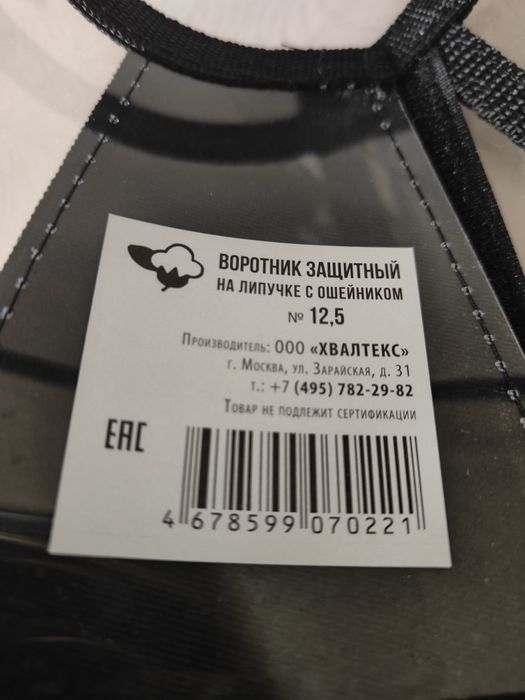 ВОРОТНИК ЗАЩИТНЫЙ
НА ЛИПУЧКЕ С ОШЕЙНИКОМ
№ 12,5
Производитель: ООО «ХВАЛТЕКС»
г. Москва, ул. Зарайская, д. 31
т.: +7 (495) 782-29-82
Товар не подлежит сертификации
EAC
4 678599 070221